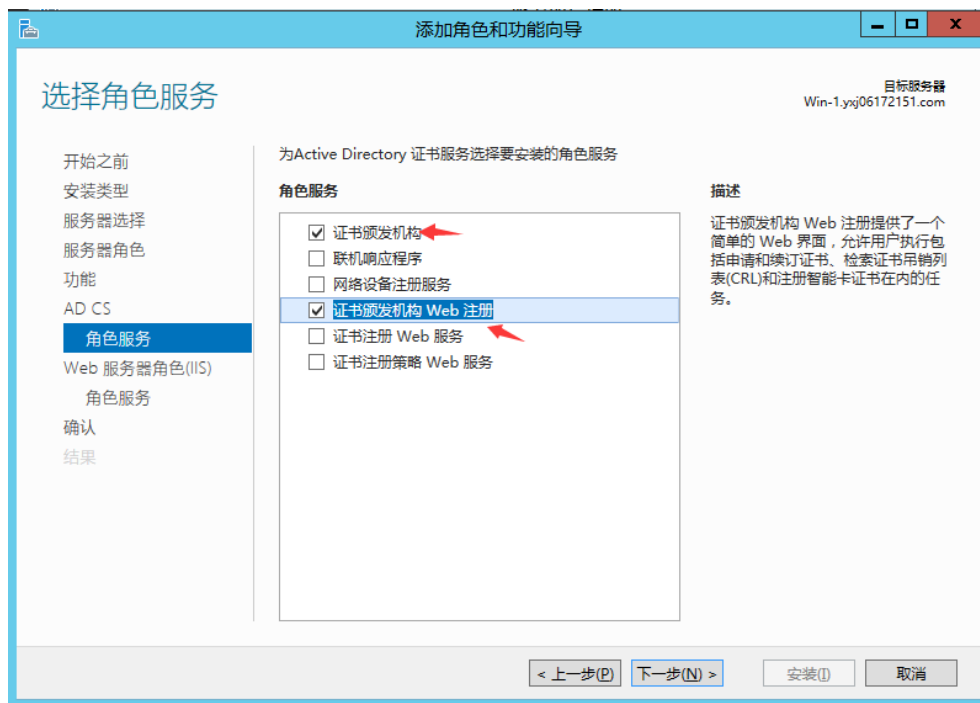 添加角色和功能向导
选择角色服务
目标服务器
Win-1.yxj06172151.com
开始之前
安装类型
服务器选择
服务器角色
功能
AD CS
角色服务
Web 服务器角色(IIS)
角色服务
确认
结果
为Active Directory 证书服务选择要安装的角色服务
角色服务
证书颁发机构
联机响应程序
网络设备注册服务
证书颁发机构 Web 注册
证书注册 Web 服务
证书注册策略 Web 服务
描述
证书颁发机构 Web 注册提供了一个
简单的 Web 界面，允许用户执行包
括申请和续订证书、检索证书吊销列
表(CRL)和注册智能卡证书在内的任
务。
< 上一步(P)
下一步(N) >
安装(I)
取消